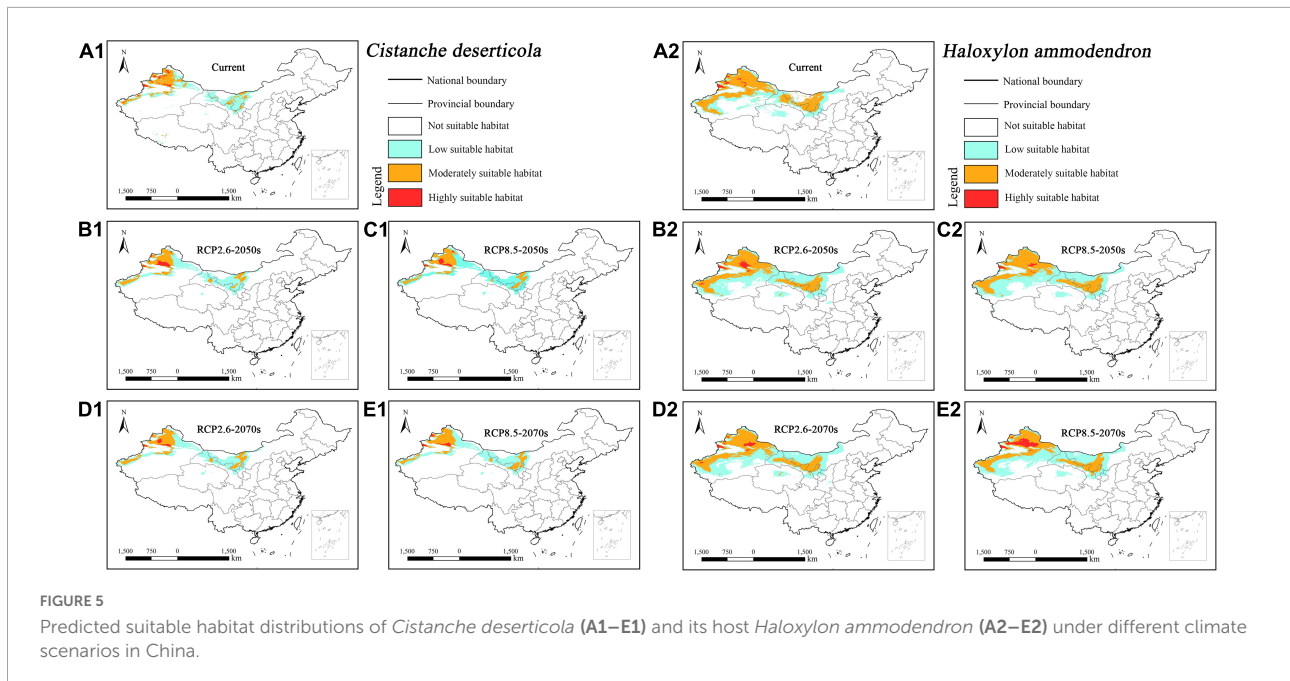 A1
N
Current
1,500 750 0 1,500
km
Cistanche deserticola
National boundary
Provincial boundary
Not suitable habitat
Low suitable habitat
Moderately suitable habitat
Highly suitable habitat
Legend
A2
N
Current
1,500 750 0 1,500
km
Haloxylon ammodendron
National boundary
Provincial boundary
Not suitable habitat
Low suitable habitat
Moderately suitable habitat
Highly suitable habitat
Legend
B1
N
RCP2.6-2050s
1,500 750 0 1,500
km
C1
N
RCP8.5-2050s
1,500 750 0 1,500
km
B2
N
RCP2.6-2050s
1,500 750 0 1,500
km
C2
N
RCP8.5-2050s
1,500 750 0 1,500
km
D1
N
RCP2.6-2070s
1,500 750 0 1,500
km
E1
N
RCP8.5-2070s
1,500 750 0 1,500
km
D2
N
RCP2.6-2070s
1,500 750 0 1,500
km
E2
N
RCP8.5-2070s
1,500 750 0 1,500
km
FIGURE 5
Predicted suitable habitat distributions of Cistanche deserticola (A1–E1) and its host Haloxylon ammodendron (A2–E2) under different climate
scenarios in China.